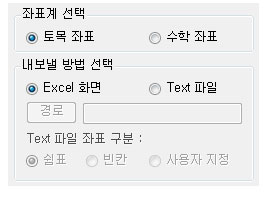 좌표계 선택
토목 좌표 수학 좌표
내보낼 방법 선택
Excel 화면 Text 파일
경로
Text 파일 좌표 구분 :
쉼표 빈칸 사용자 지정